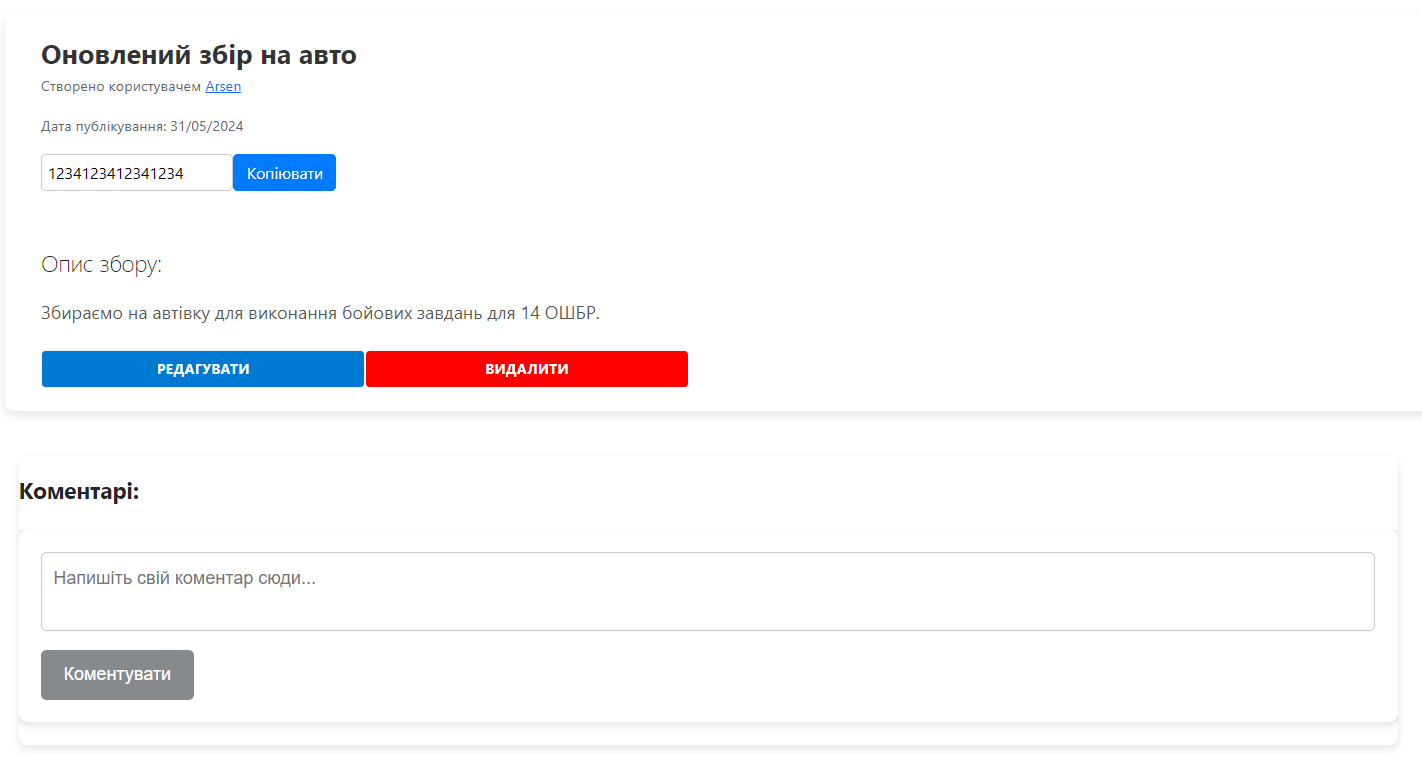 Оновлений збір на авто
Створено користувачем Arsen
Дата публікування: 31/05/2024
1234123412341234 Копіювати
Опис збору:
Збираємо на автівку для виконання бойових завдань для 14 ОШБР.
РЕДАГУВАТИ ВИДАЛИТИ
Коментарі:
Напишіть свій коментар сюди...
Коментувати